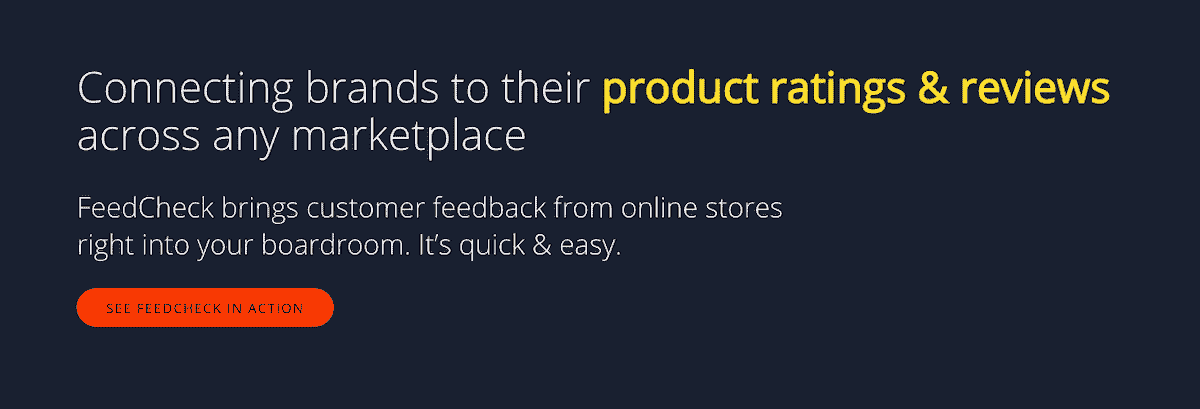 Connecting brands to their product ratings & reviews
across any marketplace
FeedCheck brings customer feedback from online stores
right into your boardroom. It’s quick & easy.
SEE FEEDCHECK IN ACTION